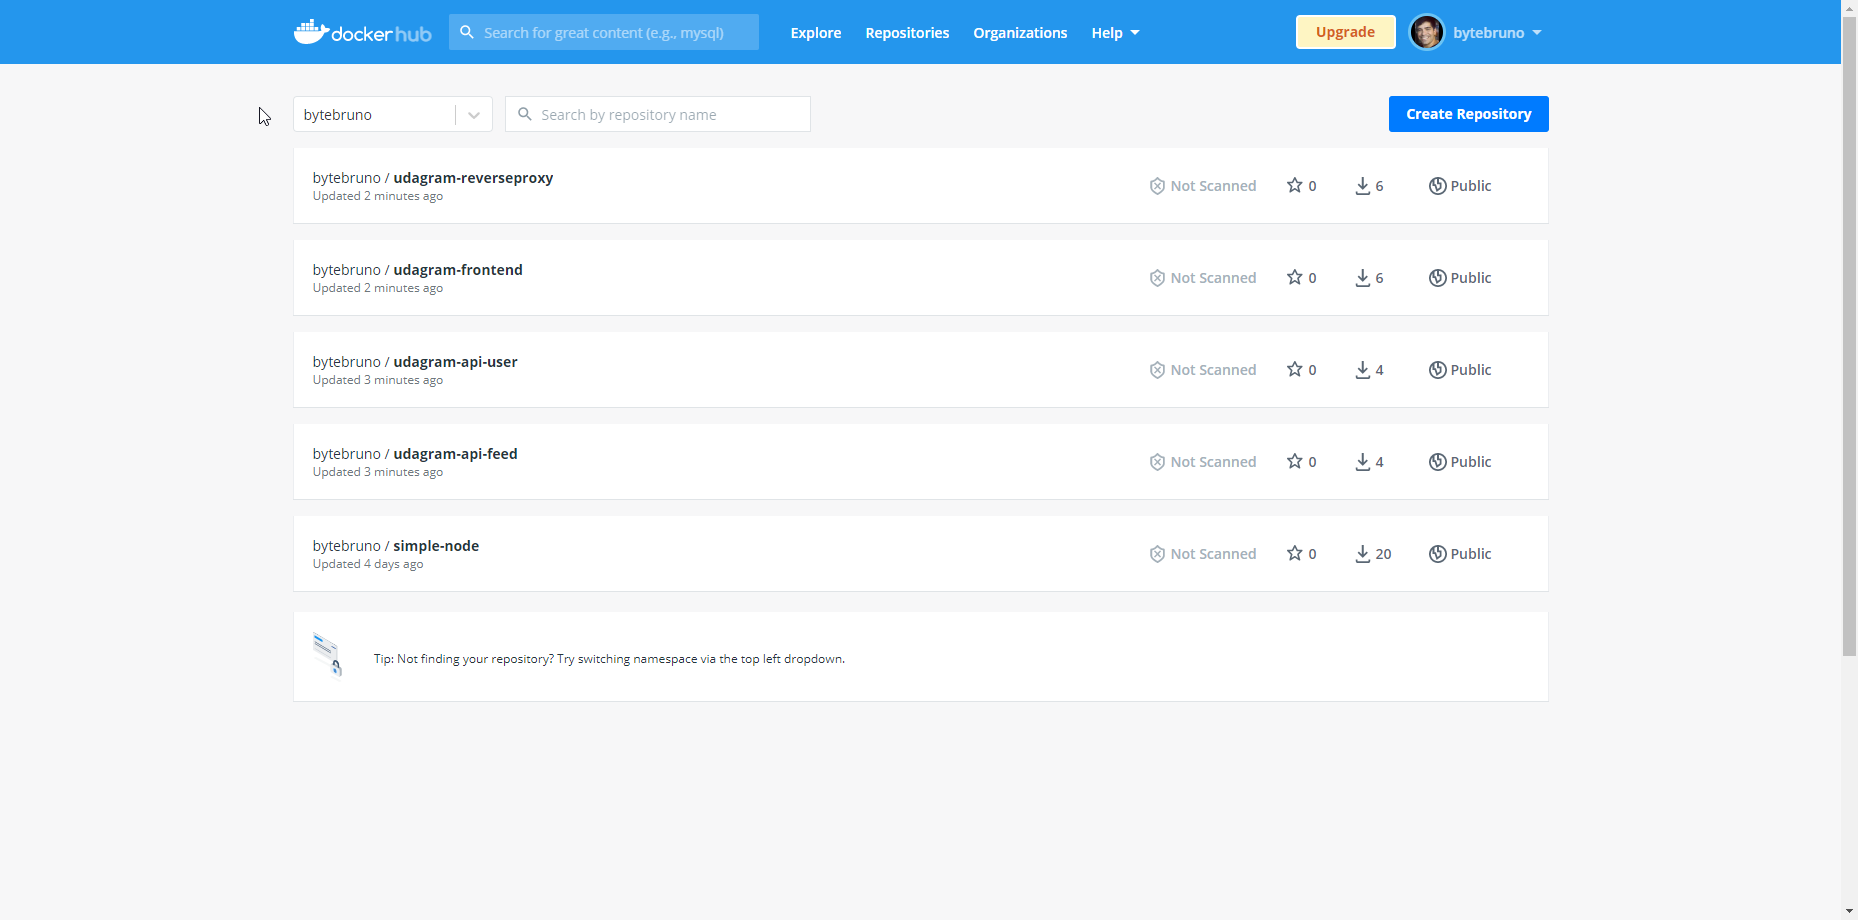 dockerhub Search for great content (e.g., mysql) Explore Repositories Organizations Help Upgrade bytebruno
bytebruno Search by repository name Create Repository
bytebruno / udagram-reverseproxy
Updated 2 minutes ago
Not Scanned 0 6 Public
bytebruno / udagram-frontend
Updated 2 minutes ago
Not Scanned 0 6 Public
bytebruno / udagram-api-user
Updated 3 minutes ago
Not Scanned 0 4 Public
bytebruno / udagram-api-feed
Updated 3 minutes ago
Not Scanned 0 4 Public
bytebruno / simple-node
Updated 4 days ago
Not Scanned 0 20 Public
Tip: Not finding your repository? Try switching namespace via the top left dropdown.